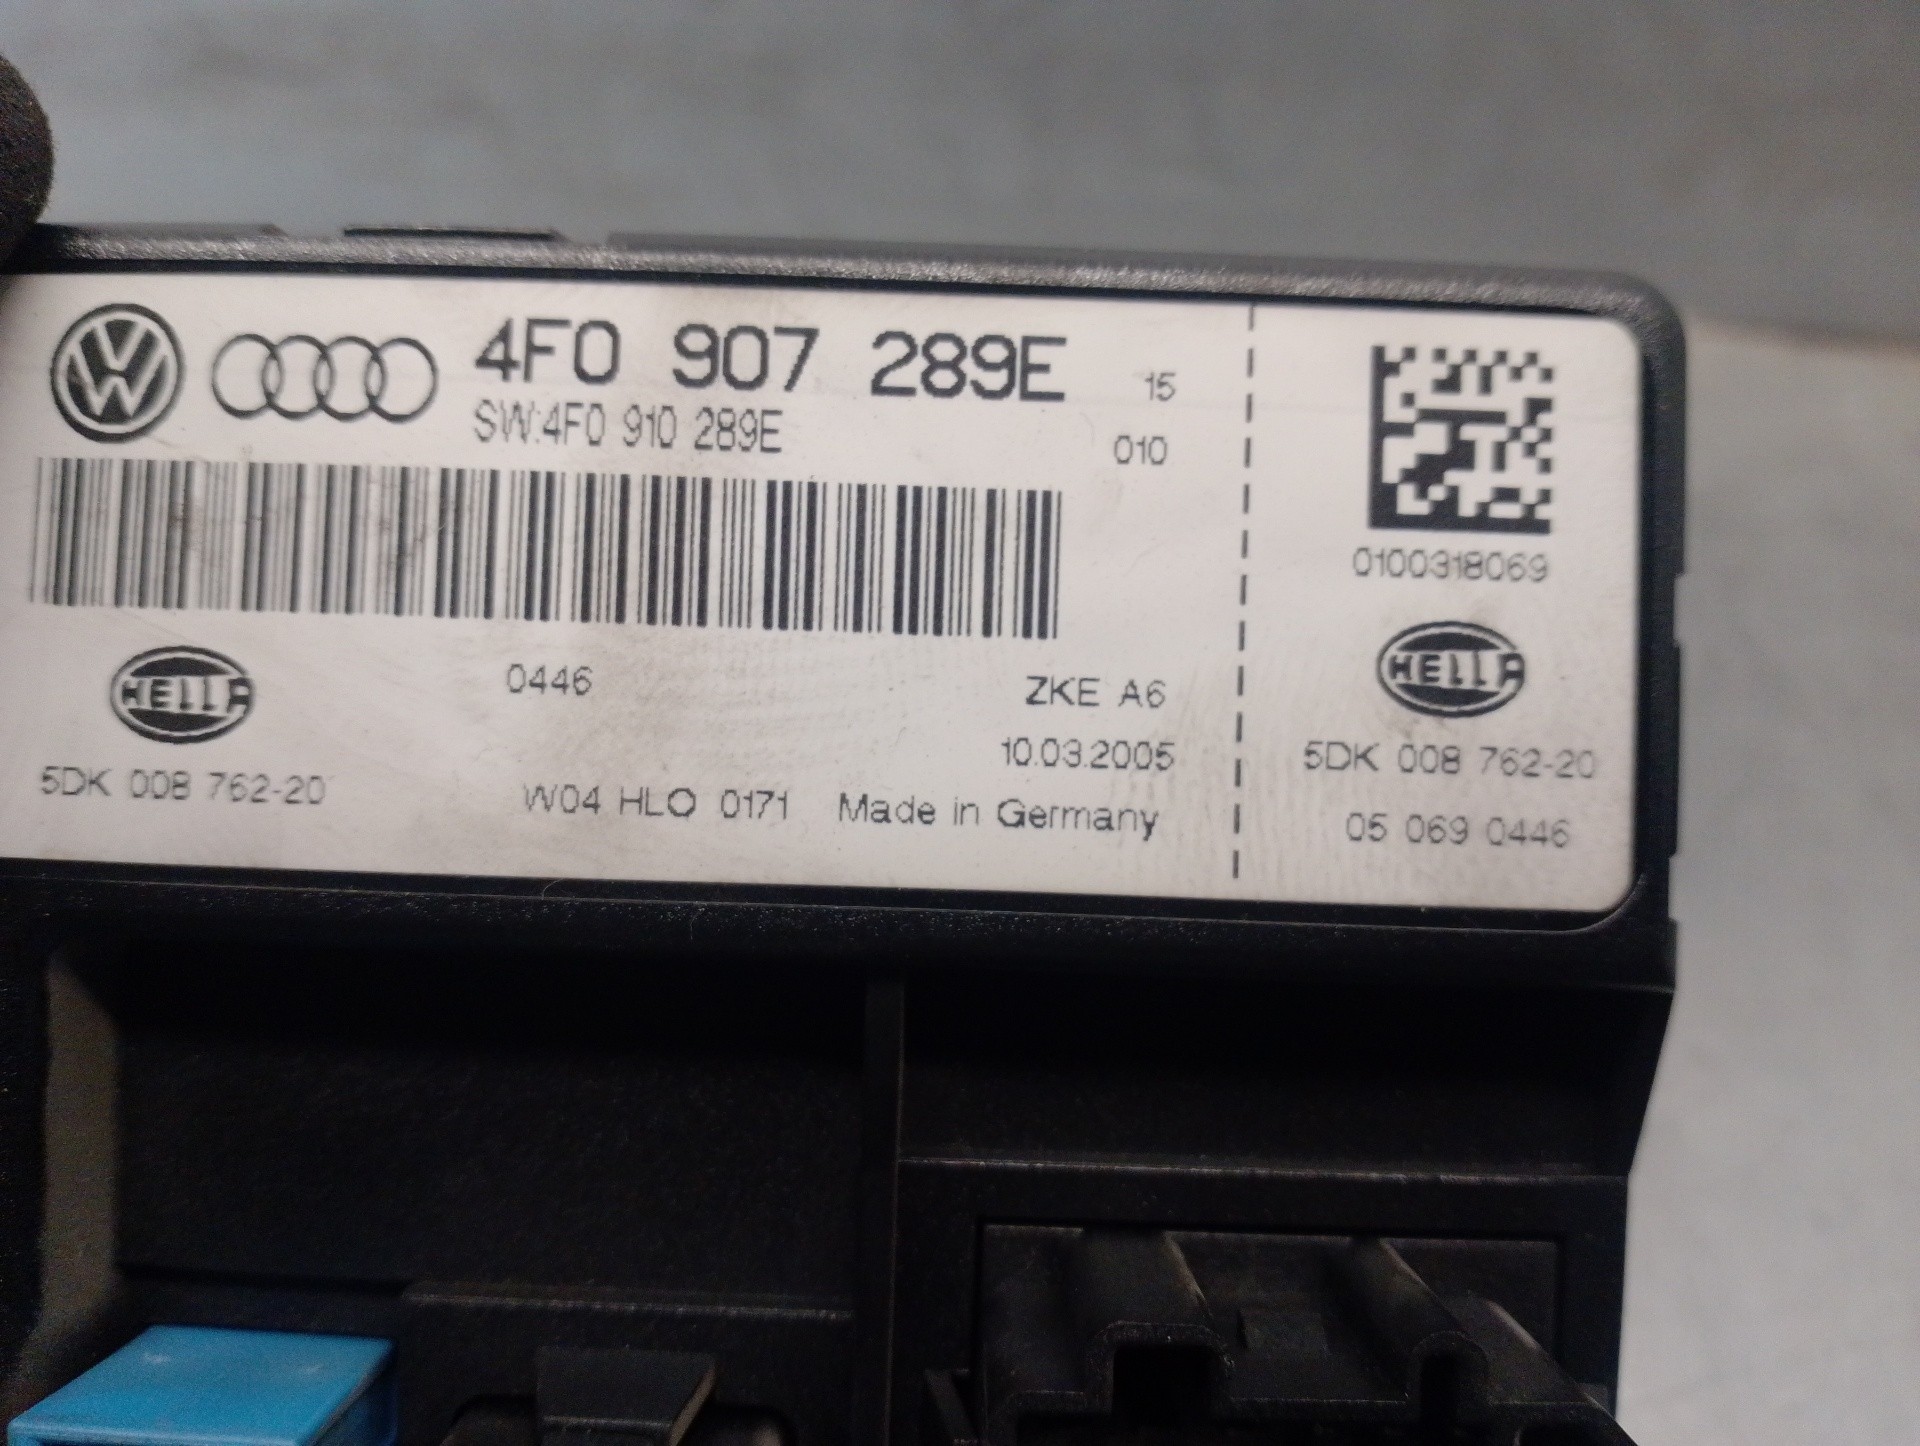 4F0 907 289E 15
SW:4F0 910 289E 010
HELLA
0446
ZKE A6
10.03.2005
5DK 008 762-20
W04 HLO 0171 Made in Germany
0100318069
HELLA
5DK 008 762-20
05 069 0446